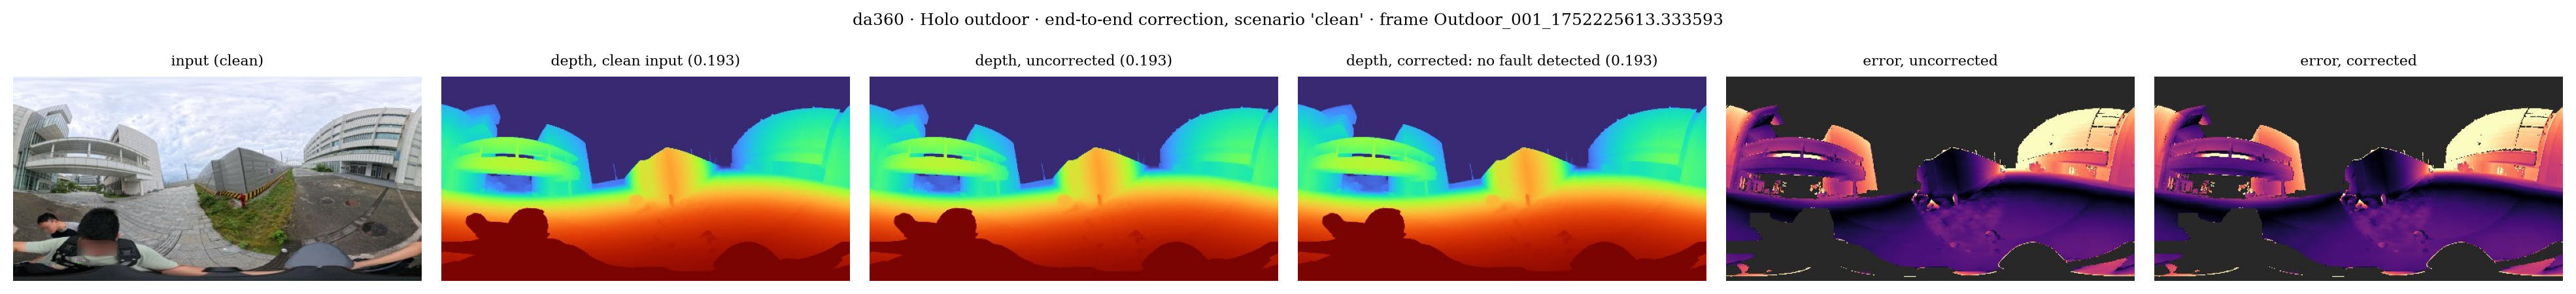 da360 · Holo outdoor · end-to-end correction, scenario 'clean' · frame Outdoor_001_1752225613.333593
input (clean)
depth, clean input (0.193)
depth, uncorrected (0.193)
depth, corrected: no fault detected (0.193)
error, uncorrected
error, corrected